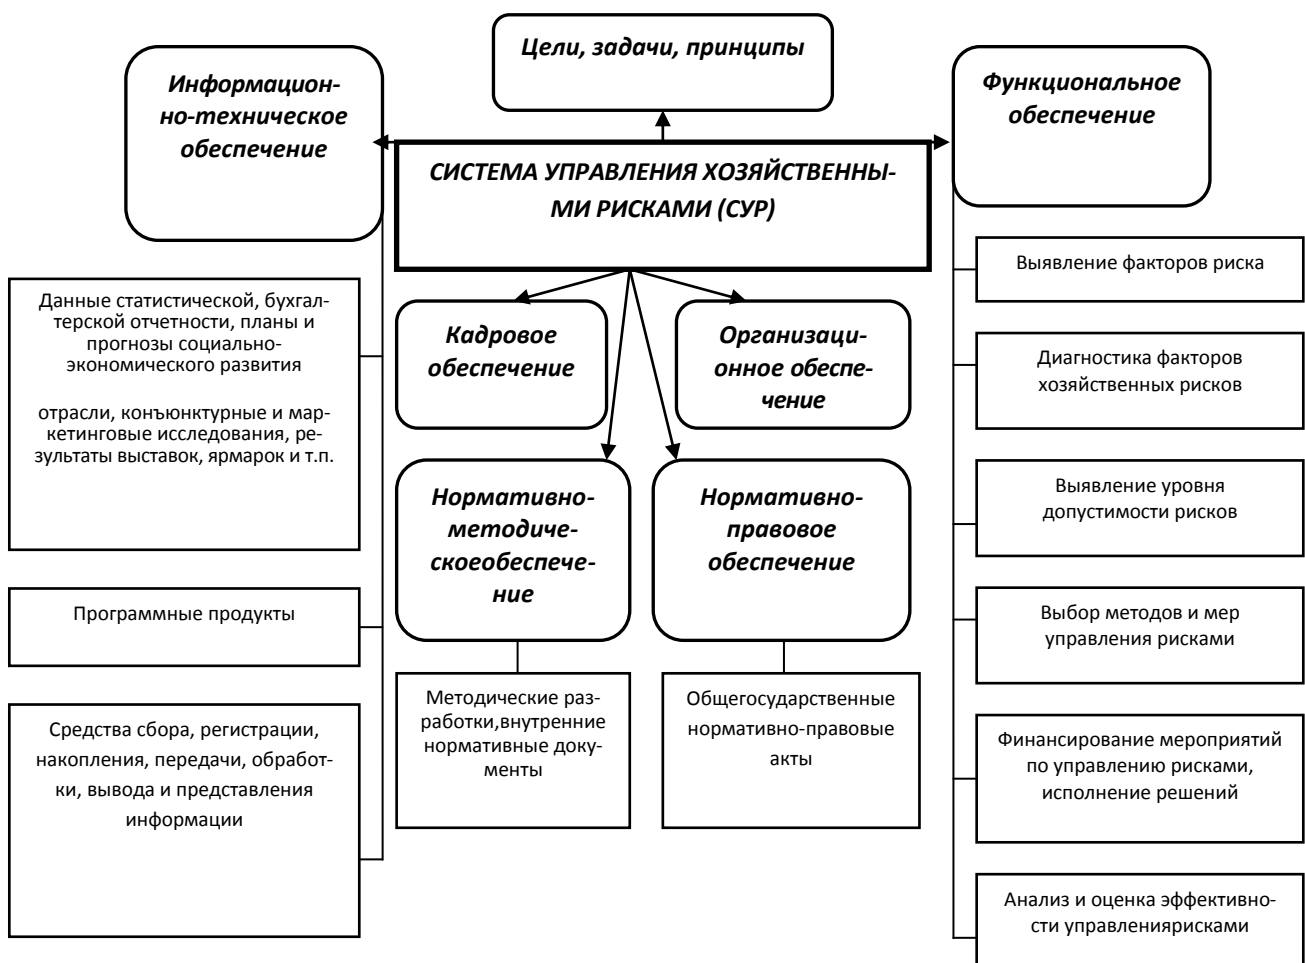 Цели, задачи, принципы
Информацион-
но-техническое
обеспечение
Функциональное
обеспечение
СИСТЕМА УПРАВЛЕНИЯ ХОЗЯЙСТВЕННЫ-
МИ РИСКАМИ (СУР)
Данные статистической, бухгал-
терской отчетности, планы и
прогнозы социально-
экономического развития
отрасли, конъюнктурные и мар-
кетинговые исследования, ре-
зультаты выставок, ярмарок и т.п.
Программные продукты
Средства сбора, регистрации,
накопления, передачи, обработ-
ки, вывода и представления
информации
Кадровое
обеспечение
Организаци-
онное обеспе-
чение
Нормативно-
методиче-
скоеобеспече-
ние
Нормативно-
правовое
обеспечение
Методические раз-
работки,внутренние
нормативные доку-
менты
Общегосударственные
нормативно-правовые
акты
Выявление факторов риска
Диагностика факторов
хозяйственных рисков
Выявление уровня
допустимости рисков
Выбор методов и мер
управления рисками
Финансирование мероприятий
по управлению рисками,
исполнение решений
Анализ и оценка эффективно-
сти управлениярисками